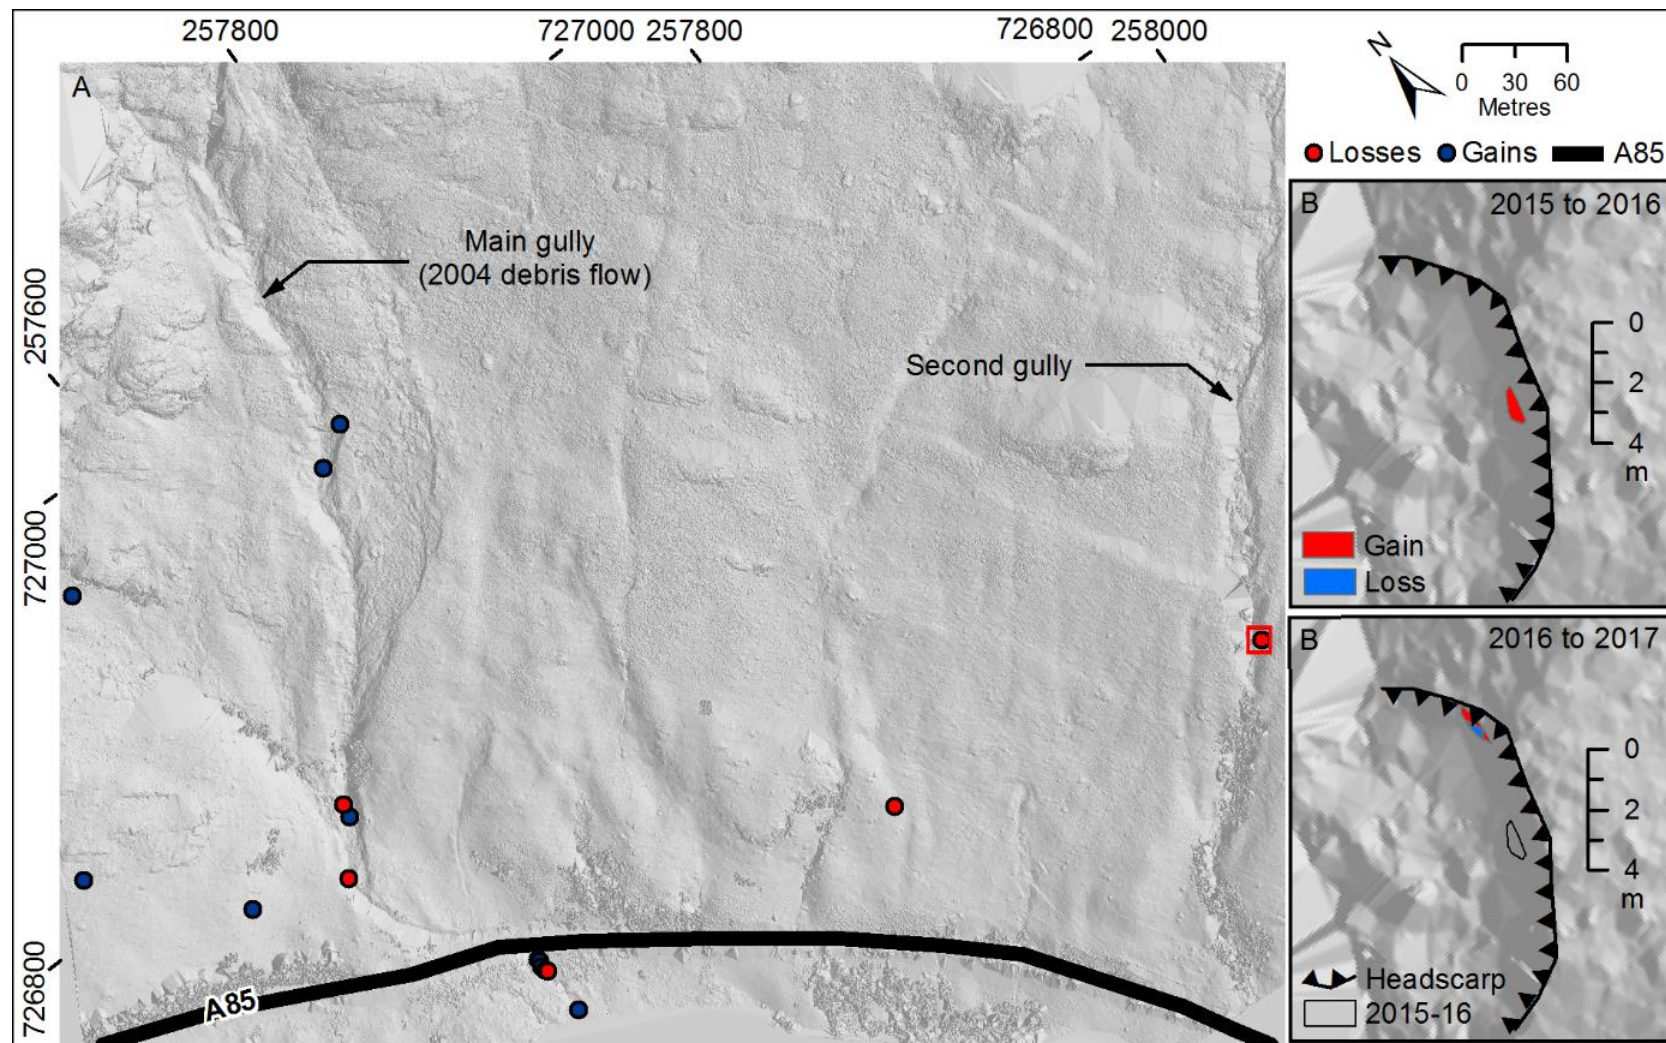 257800
727000
257800
726800
258000
N
0 30 60
Metres
A
Losses
Gains
A85
Main gully
(2004 debris flow)
257600
Second gully
727000
726800
A85
B
2015 to 2016
0
2
4
m
Gain
Loss
B
2016 to 2017
0
2
4
m
Headscarp
2015-16